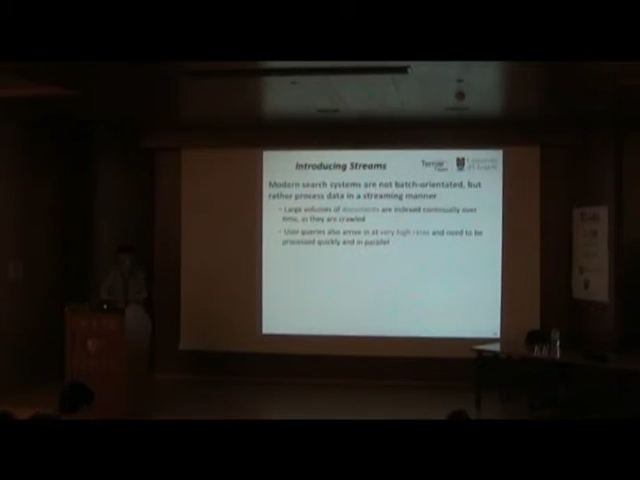 Introducing Streams
Terrier
Modern search systems are not batch-orientated, but
rather process data in a streaming manner
- Large volumes of documents are indexed continually over
time, as they are crawled
- User queries also arrive in at very high rates and need to be
processed quickly and in parallel